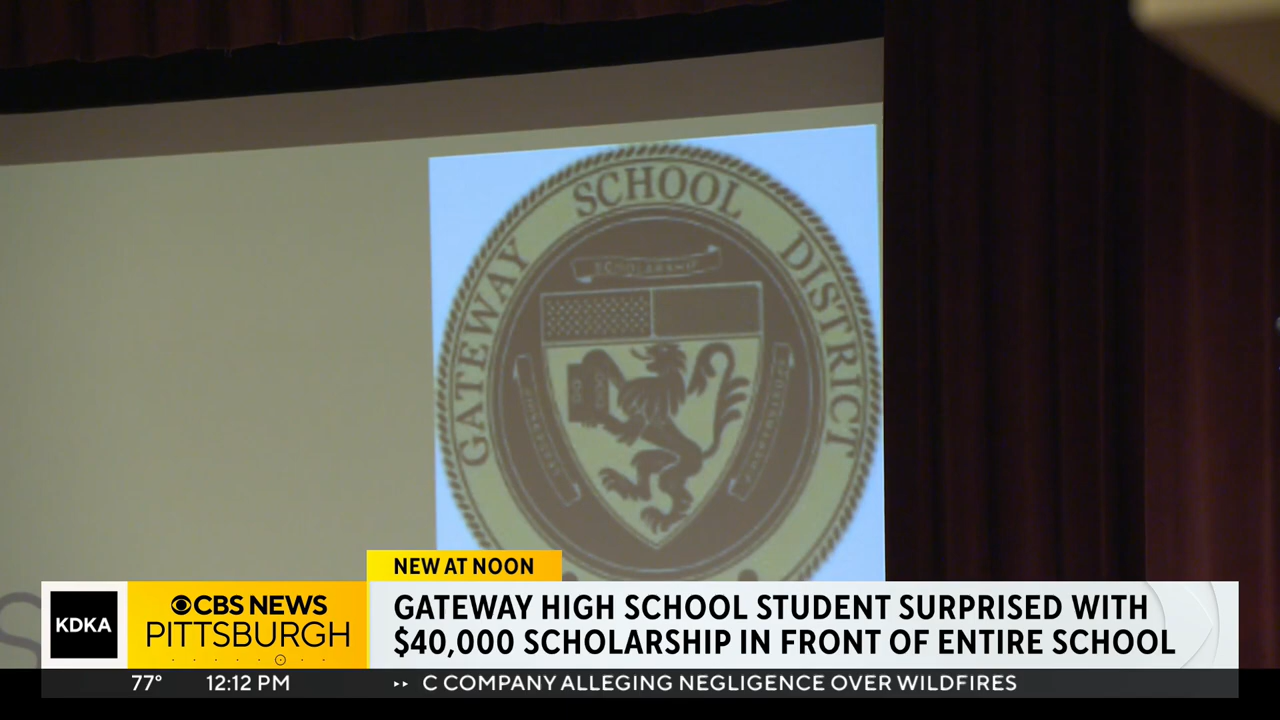 GATEWAY SCHOOL DISTRICT
SCHOLARSHIP
NEW AT NOON
KDKA
CBS NEWS
PITTSBURGH
GATEWAY HIGH SCHOOL STUDENT SURPRISED WITH
$40,000 SCHOLARSHIP IN FRONT OF ENTIRE SCHOOL
77° 12:12 PM C COMPANY ALLEGING NEGLIGENCE OVER WILDFIRES